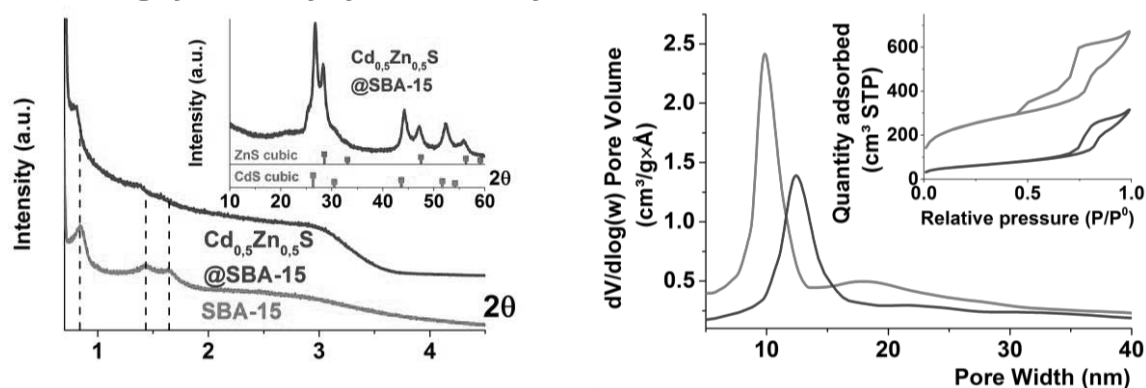 Intensity (a.u.)
Intensity (a.u.)
Cd0,5Zn0,5S
@SBA-15
ZnS cubic
CdS cubic
2θ
10 20 30 40 50 60
Cd0,5Zn0,5S
@SBA-15
SBA-15
2θ
1 2 3 4
dV/dlog(w) Pore Volume
(cm³/g×Å)
2.5
2.0
1.5
1.0
0.5
10 20 30 40
Pore Width (nm)
Quantity adsorbed
(cm³ STP)
600
400
200
0
0.0 0.5 1.0
Relative pressure (P/P⁰)